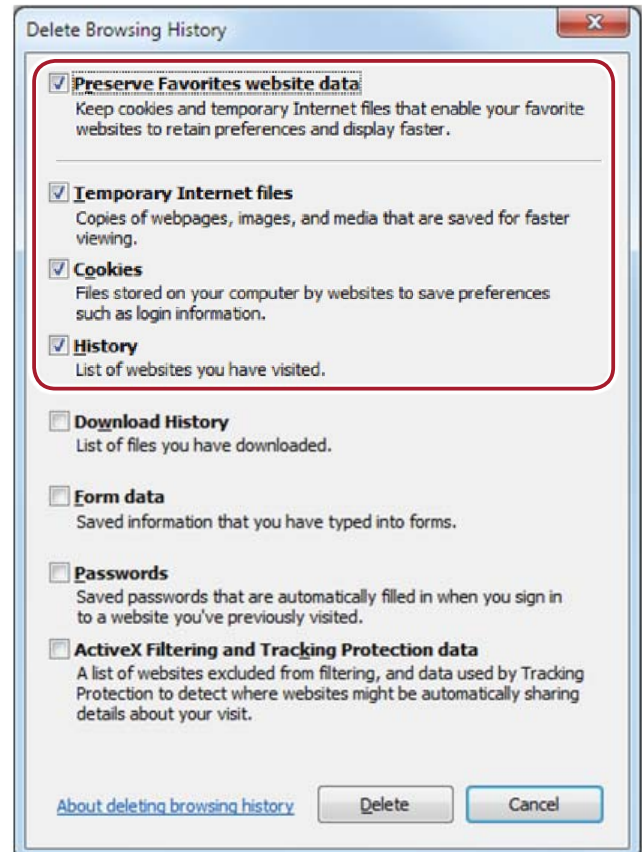 Delete Browsing History
Preserve Favorites website data
Keep cookies and temporary Internet files that enable your favorite
websites to retain preferences and display faster.
Temporary Internet files
Copies of webpages, images, and media that are saved for faster
viewing.
Cookies
Files stored on your computer by websites to save preferences
such as login information.
History
List of websites you have visited.
Download History
List of files you have downloaded.
Form data
Saved information that you have typed into forms.
Passwords
Saved passwords that are automatically filled in when you sign in
to a website you've previously visited.
ActiveX Filtering and Tracking Protection data
A list of websites excluded from filtering, and data used by Tracking
Protection to detect where websites might be automatically sharing
details about your visit.
About deleting browsing history Delete Cancel